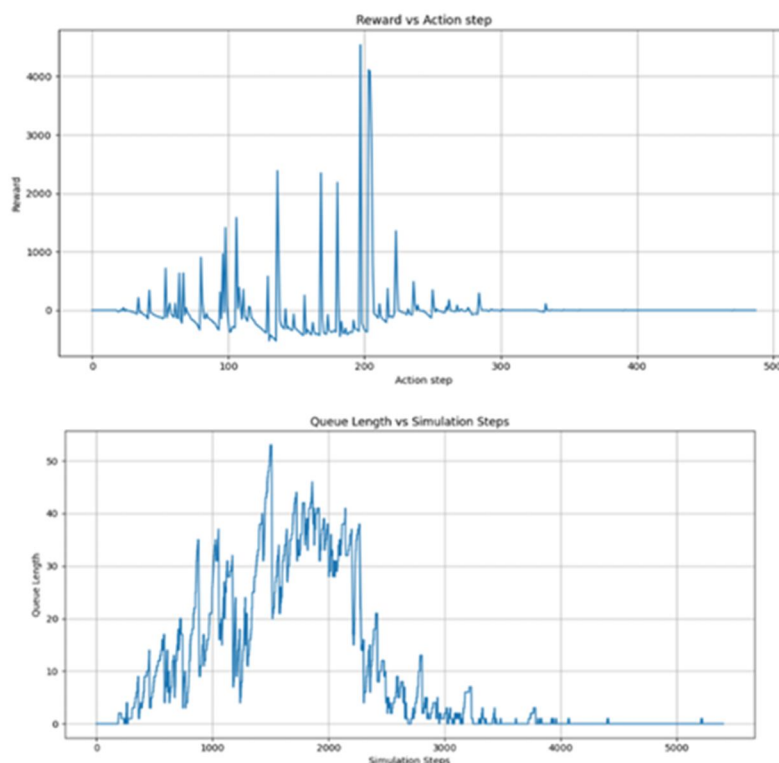 Reward vs Action step
4000
3000
2000
1000
0
Reward
0 100 200 300 400 500
Action step
Queue Length vs Simulation Steps
50
40
30
20
10
0
Queue Length
0 1000 2000 3000 4000 5000
Simulation Steps